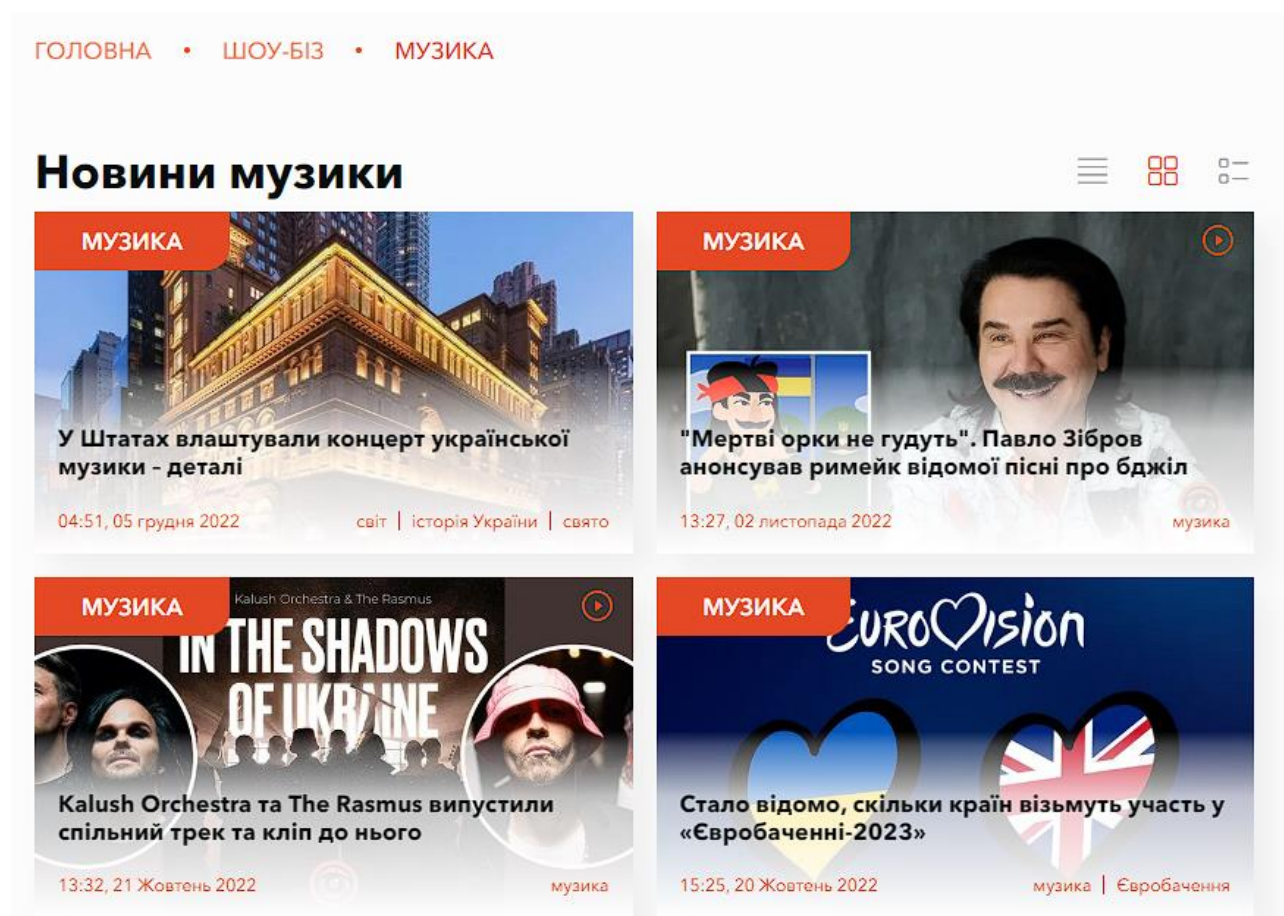 ГОЛОВНА • ШОУ-БІЗ • МУЗИКА
Новини музики
МУЗИКА
У Штатах влаштували концерт української
музики – деталі
04:51, 05 грудня 2022
світ | історія України | свято
МУЗИКА
"Мертві орки не гудуть". Павло Зібров
анонсував римейк відомої пісні про бджіл
13:27, 02 листопада 2022
музика
МУЗИКА
Kalush Orchestra & The Rasmus
IN THE SHADOWS
OF UKRAINE
Kalush Orchestra та The Rasmus випустили
спільний трек та кліп до нього
13:32, 21 Жовтень 2022
музика
МУЗИКА
EUROVISION
SONG CONTEST
Стало відомо, скільки країн візьмуть участь у
«Євробаченні-2023»
15:25, 20 Жовтень 2022
музика | Євробачення